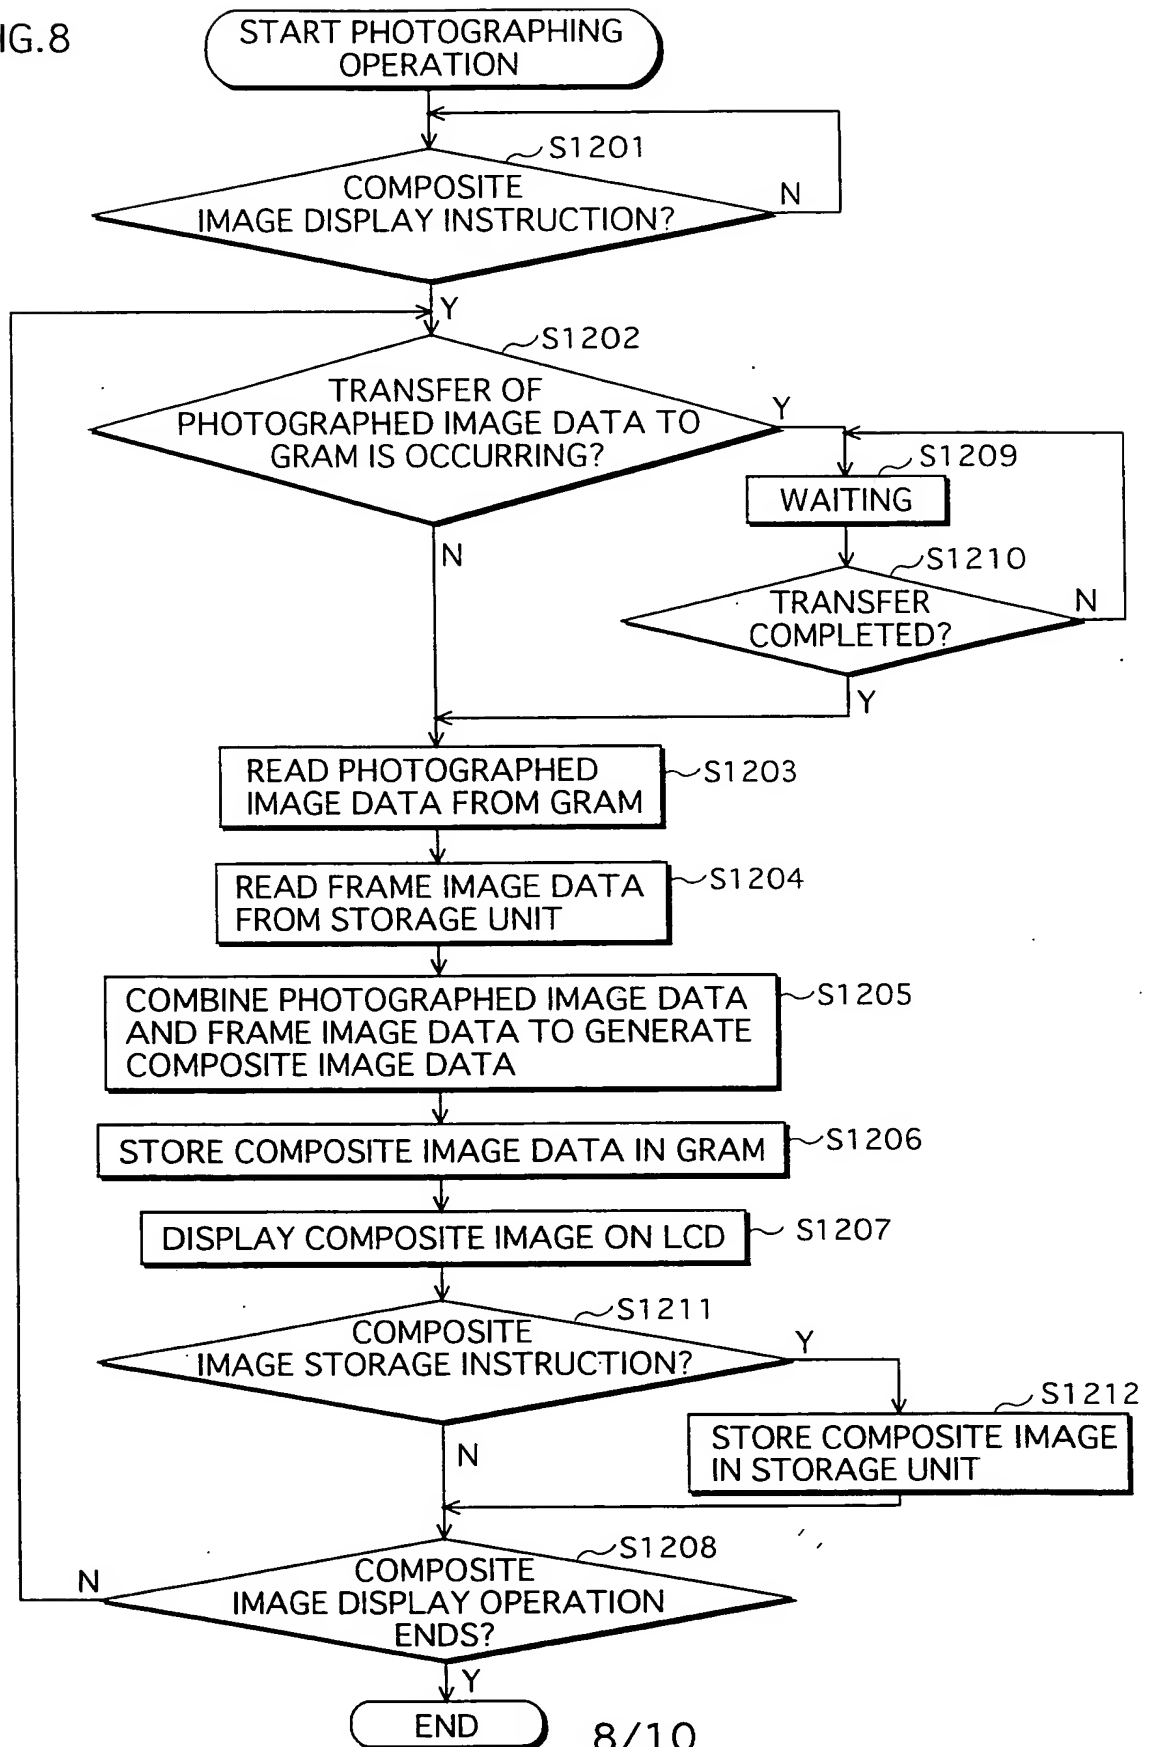 IG.8
START PHOTOGRAPHING
OPERATION
S1201
COMPOSITE
IMAGE DISPLAY INSTRUCTION?
N
Y
S1202
TRANSFER OF
PHOTOGRAPHED IMAGE DATA TO
GRAM IS OCCURRING?
Y
S1209
WAITING
N
S1210
TRANSFER
COMPLETED?
N
Y
READ PHOTOGRAPHED
IMAGE DATA FROM GRAM
S1203
READ FRAME IMAGE DATA
FROM STORAGE UNIT
S1204
COMBINE PHOTOGRAPHED IMAGE DATA
AND FRAME IMAGE DATA TO GENERATE
COMPOSITE IMAGE DATA
S1205
STORE COMPOSITE IMAGE DATA IN GRAM
S1206
DISPLAY COMPOSITE IMAGE ON LCD
S1207
S1211
COMPOSITE
IMAGE STORAGE INSTRUCTION?
Y
S1212
STORE COMPOSITE IMAGE
IN STORAGE UNIT
N
S1208
COMPOSITE
IMAGE DISPLAY OPERATION
ENDS?
N
Y
END
8/10